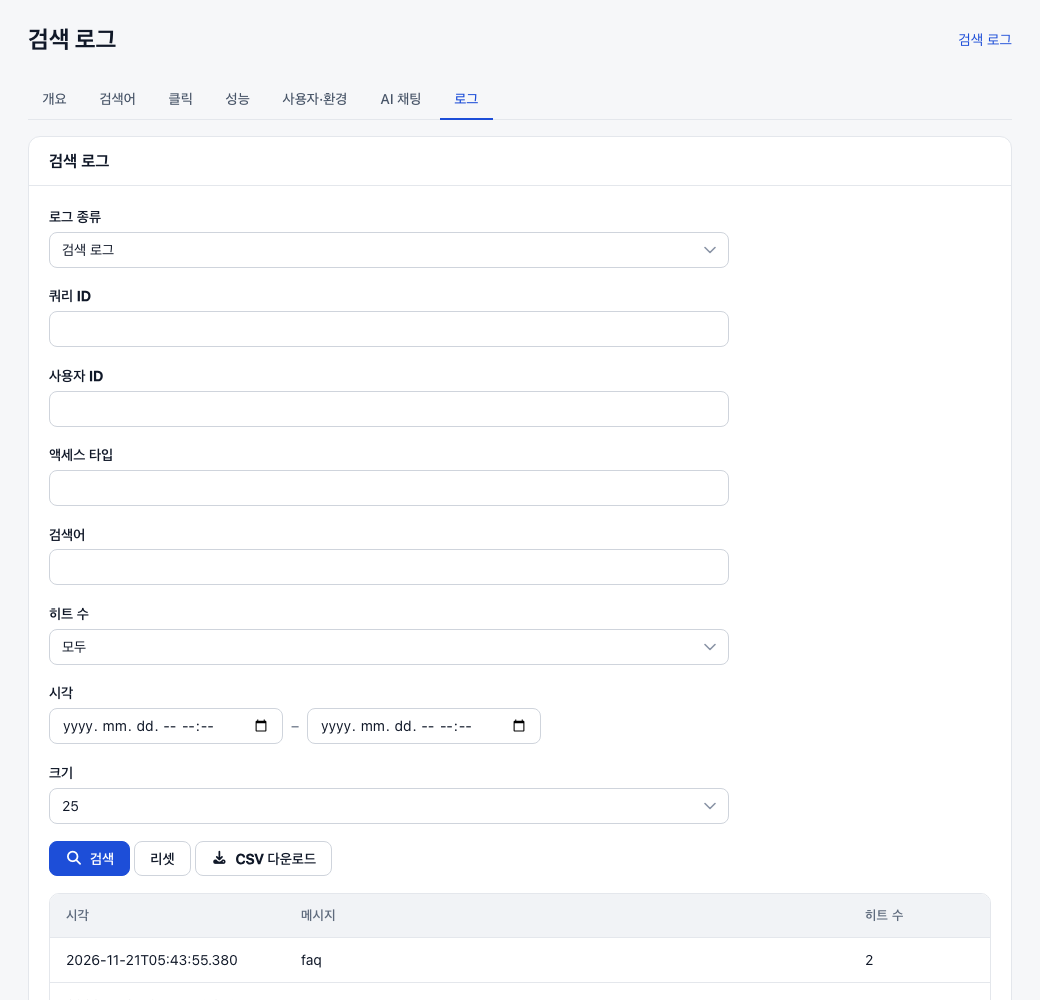 검색 로그
검색 로그
개요 검색어 클릭 성능 사용자·환경 AI 채팅 로그
검색 로그
로그 종류
검색 로그
쿼리 ID
사용자 ID
액세스 타입
검색어
히트 수
모두
시각
yyyy. mm. dd. -- --:-- – yyyy. mm. dd. -- --:--
크기
25
검색 리셋 CSV 다운로드
시각 메시지 히트 수
2026-11-21T05:43:55.380 faq 2